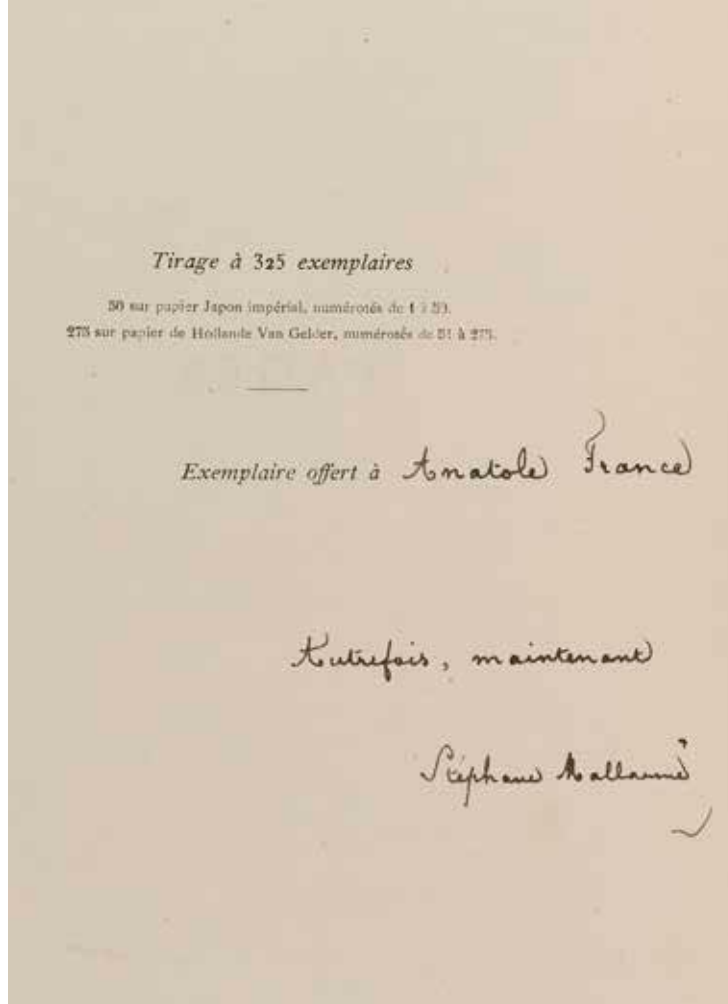 Tirage à 325 exemplaires
50 sur papier Japon impérial, numérotés de 1 à 50.
275 sur papier de Hollande Van Gelder, numérotés de 51 à 275.
Exemplaire offert à Anatole France
Autrefois, maintenant
Stéphane Mallarmé